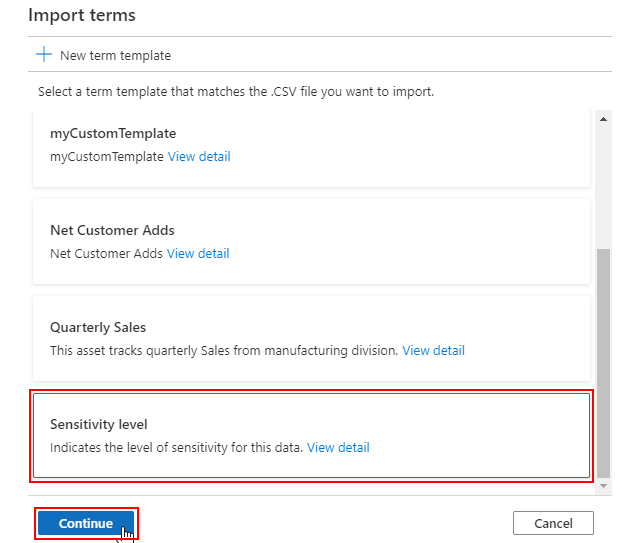 Import terms
New term template
Select a term template that matches the .CSV file you want to import.
myCustomTemplate
myCustomTemplate View detail
Net Customer Adds
Net Customer Adds View detail
Quarterly Sales
This asset tracks quarterly Sales from manufacturing division. View detail
Sensitivity level
Indicates the level of sensitivity for this data. View detail
Continue
Cancel